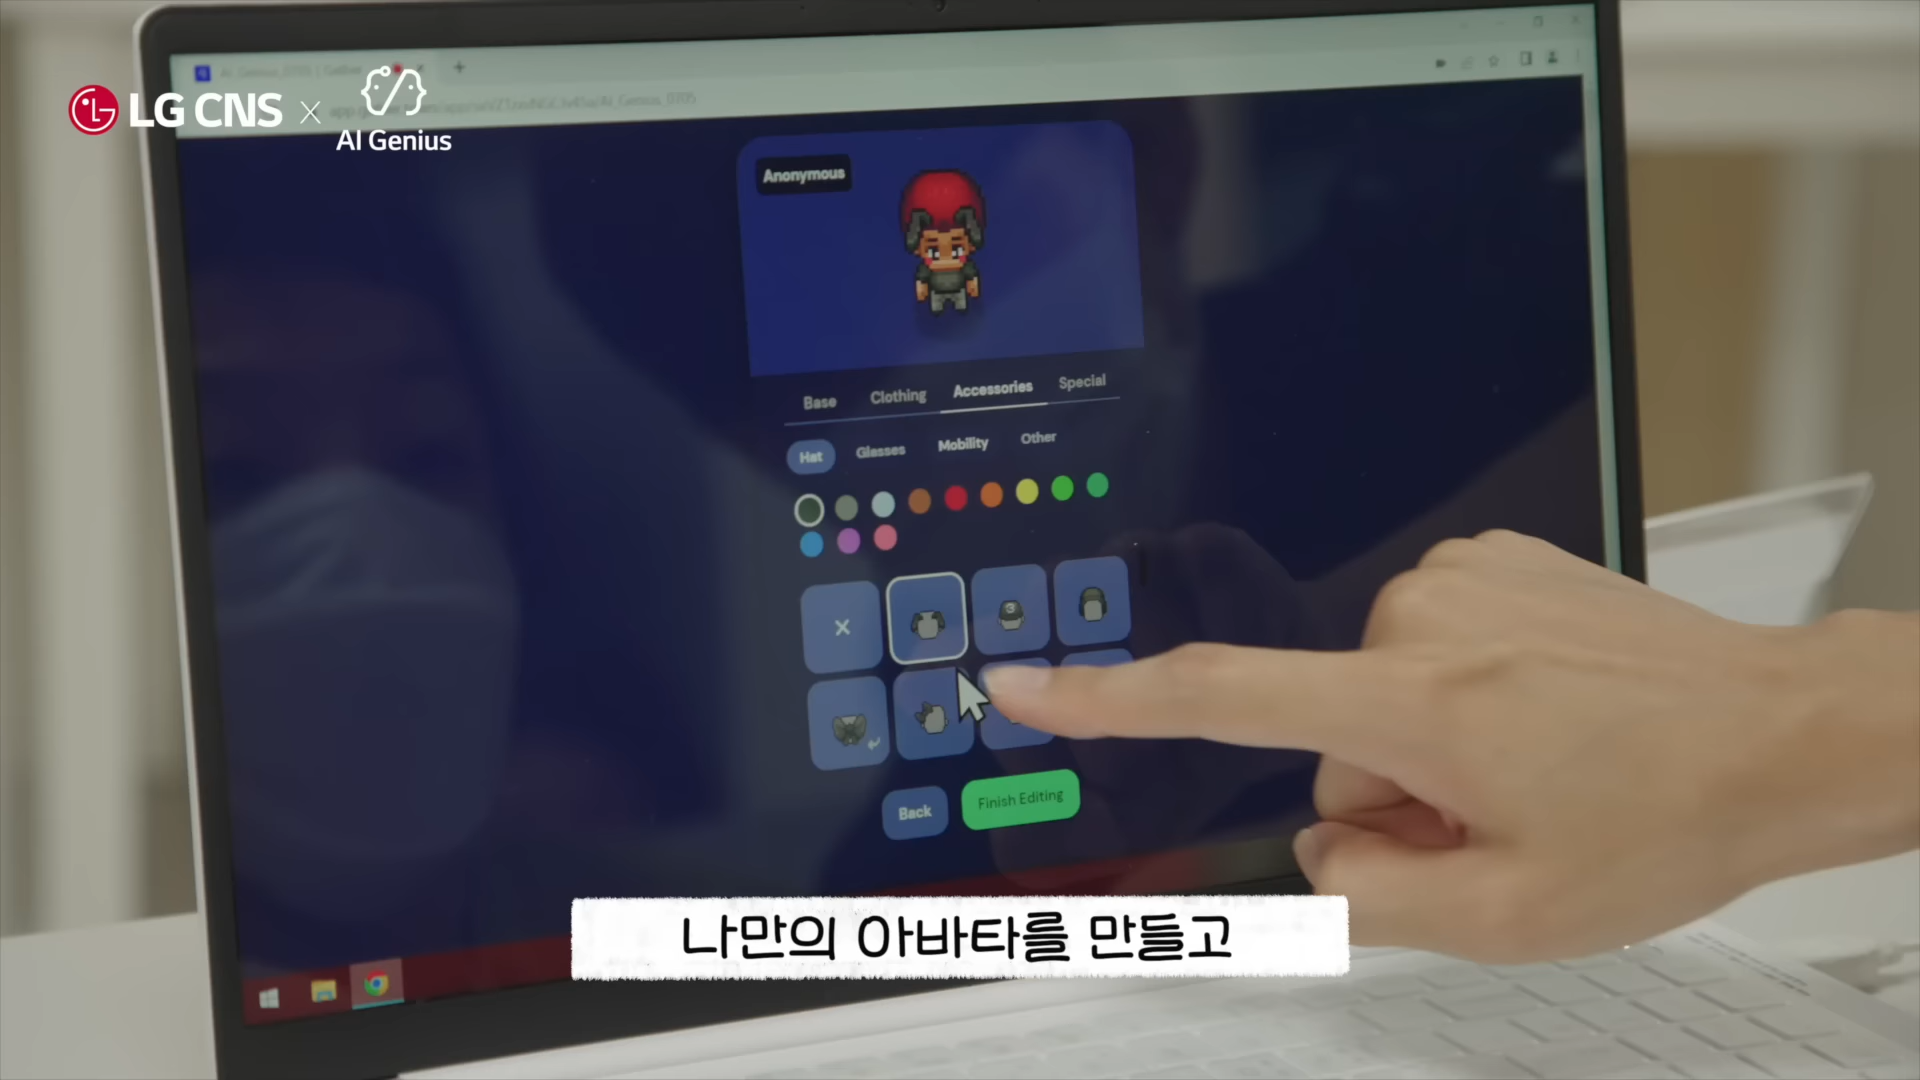 LG CNS × AI Genius
Anonymous
Base Clothing Accessories Special
Hat Glasses Mobility Other
3
Back Finish Editing
나만의 아바타를 만들고